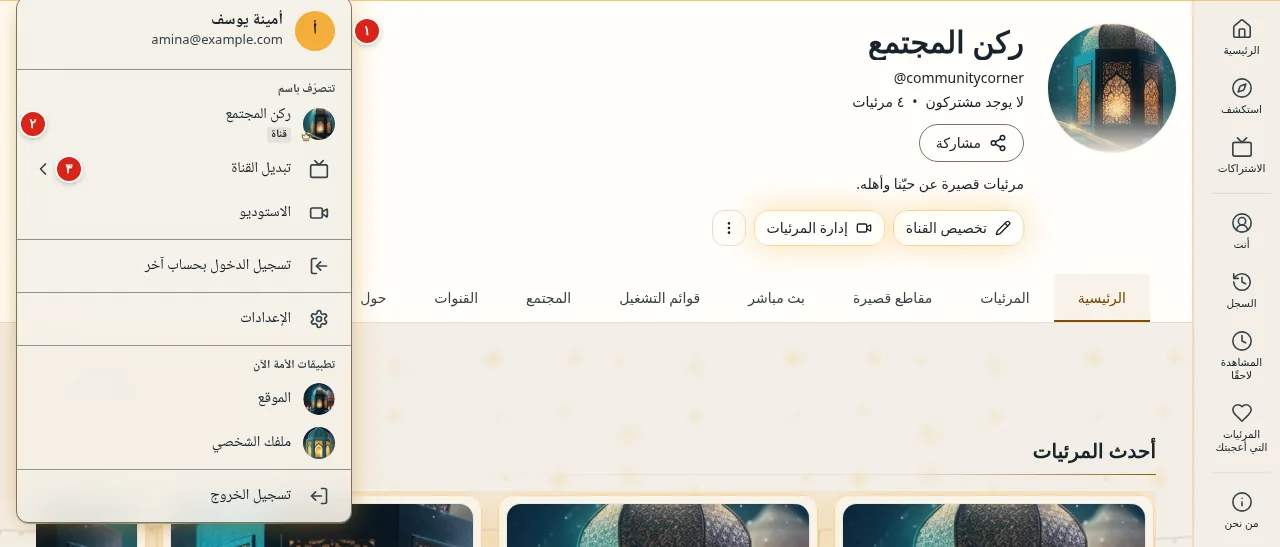 الرئيسية
استكشف
الاشتراكات
أنت
السجل
المشاهدة
لاحقًا
المرئيات
التي أعجبتك
من نحن
ركن المجتمع
@communitycorner
لا يوجد مشتركون • ٤ مرئيات
مشاركة
مرئيات قصيرة عن حيّنا وأهله.
تخصيص القناة
إدارة المرئيات
الرئيسية
المرئيات
مقاطع قصيرة
بث مباشر
قوائم التشغيل
المجتمع
القنوات
حول
أحدث المرئيات
١
أ
أمينة يوسف
amina@example.com
تتصرّف باسم
ركن المجتمع
قناة
٢
تبديل القناة
٣
الاستوديو
تسجيل الدخول بحساب آخر
الإعدادات
تطبيقات الأمة الآن
الموقع
ملفك الشخصي
تسجيل الخروج